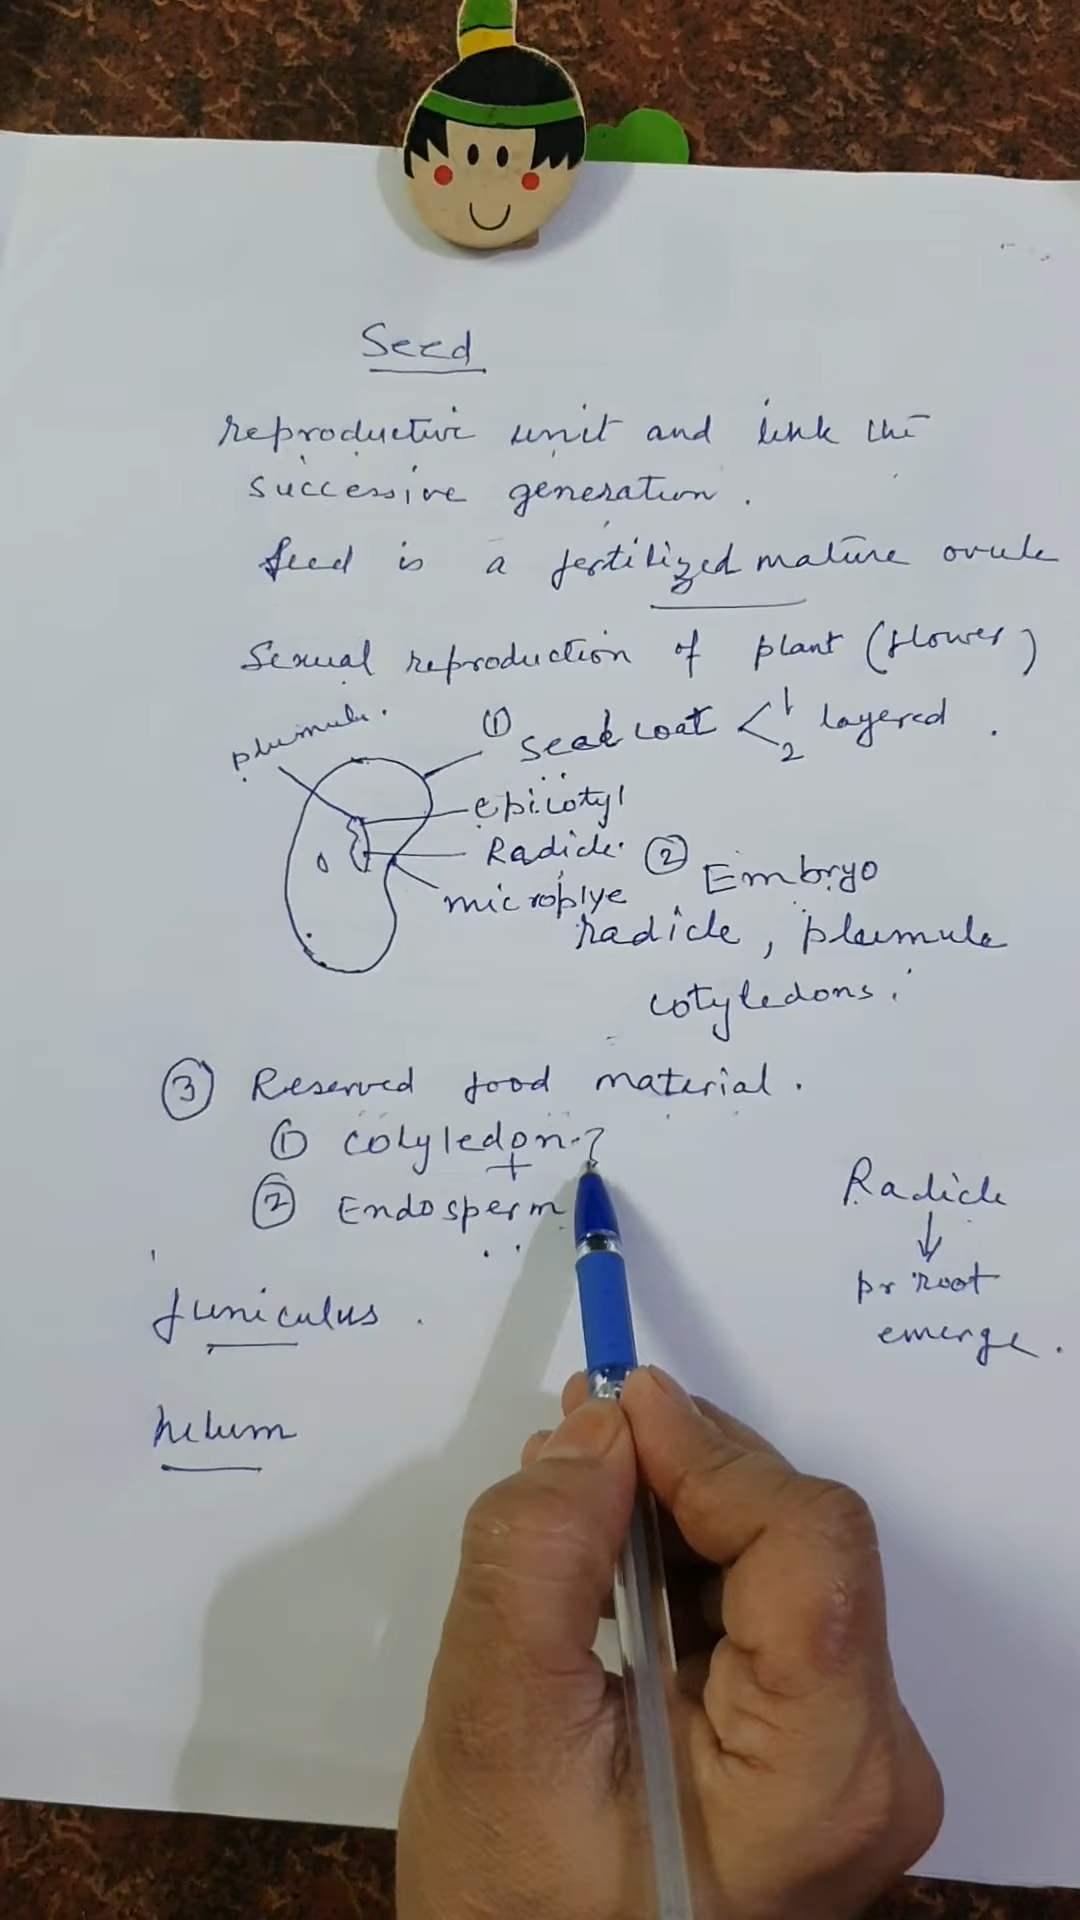 Seed
reproductive unit and link the
successive generation.
Seed is a fertilized mature ovule
Sexual reproduction of plant (flower)
plumule.
① Seed coat < 1 2 layered.
epicotyl
Radicle.
microplye
② Embryo
radicle, plumule
cotyledons.
③ Reserved food material.
① Cotyledon.
+
② Endosperm
Radicle
↓
pr root
emerge.
funiculus.
helum